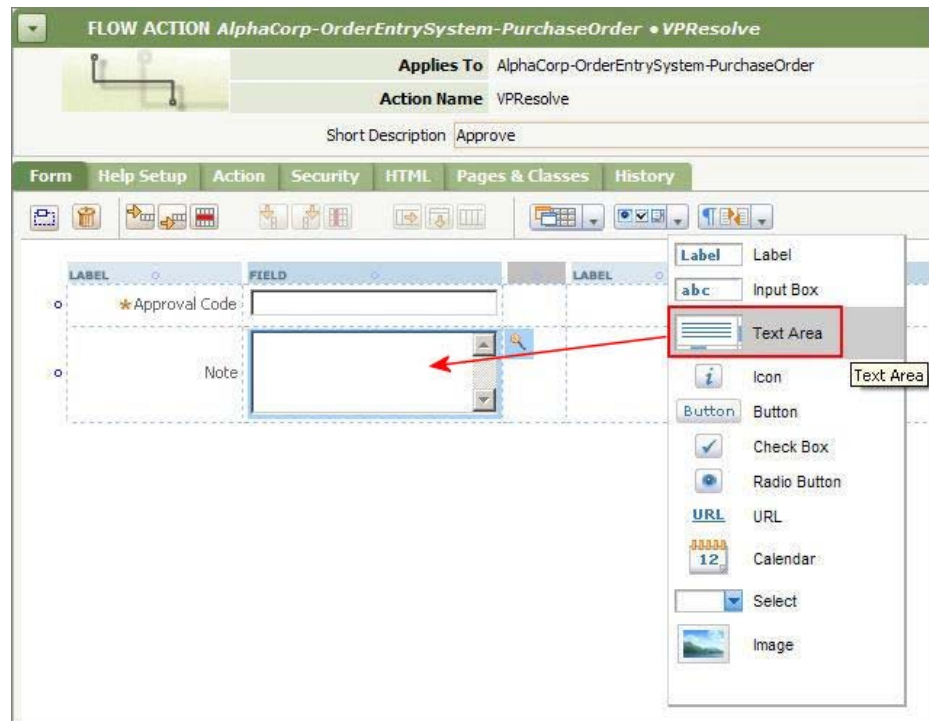 FLOW ACTION AlphaCorp-OrderEntrySystem-PurchaseOrder • VPResolve
Applies To AlphaCorp-OrderEntrySystem-PurchaseOrder
Action Name VPResolve
Short Description Approve
Form Help Setup Action Security HTML Pages & Classes History
LABEL FIELD LABEL
Approval Code
Note
Label Label
abc Input Box
Text Area
Text Area
i Icon
Button Button
Check Box
Radio Button
URL URL
12 Calendar
Select
Image